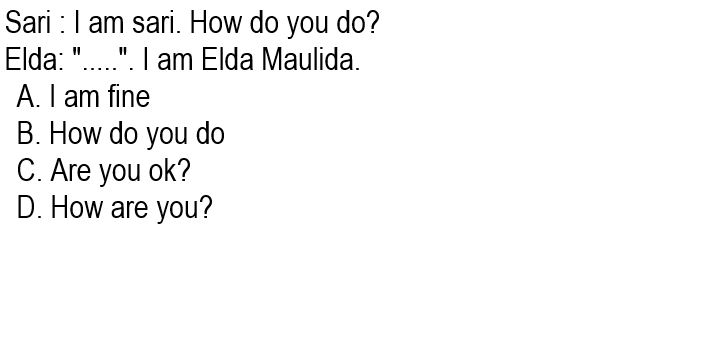 Sari : I am sari. How do you do?
Elda: ".....". I am Elda Maulida.
A. I am fine
B. How do you do
C. Are you ok?
D. How are you?